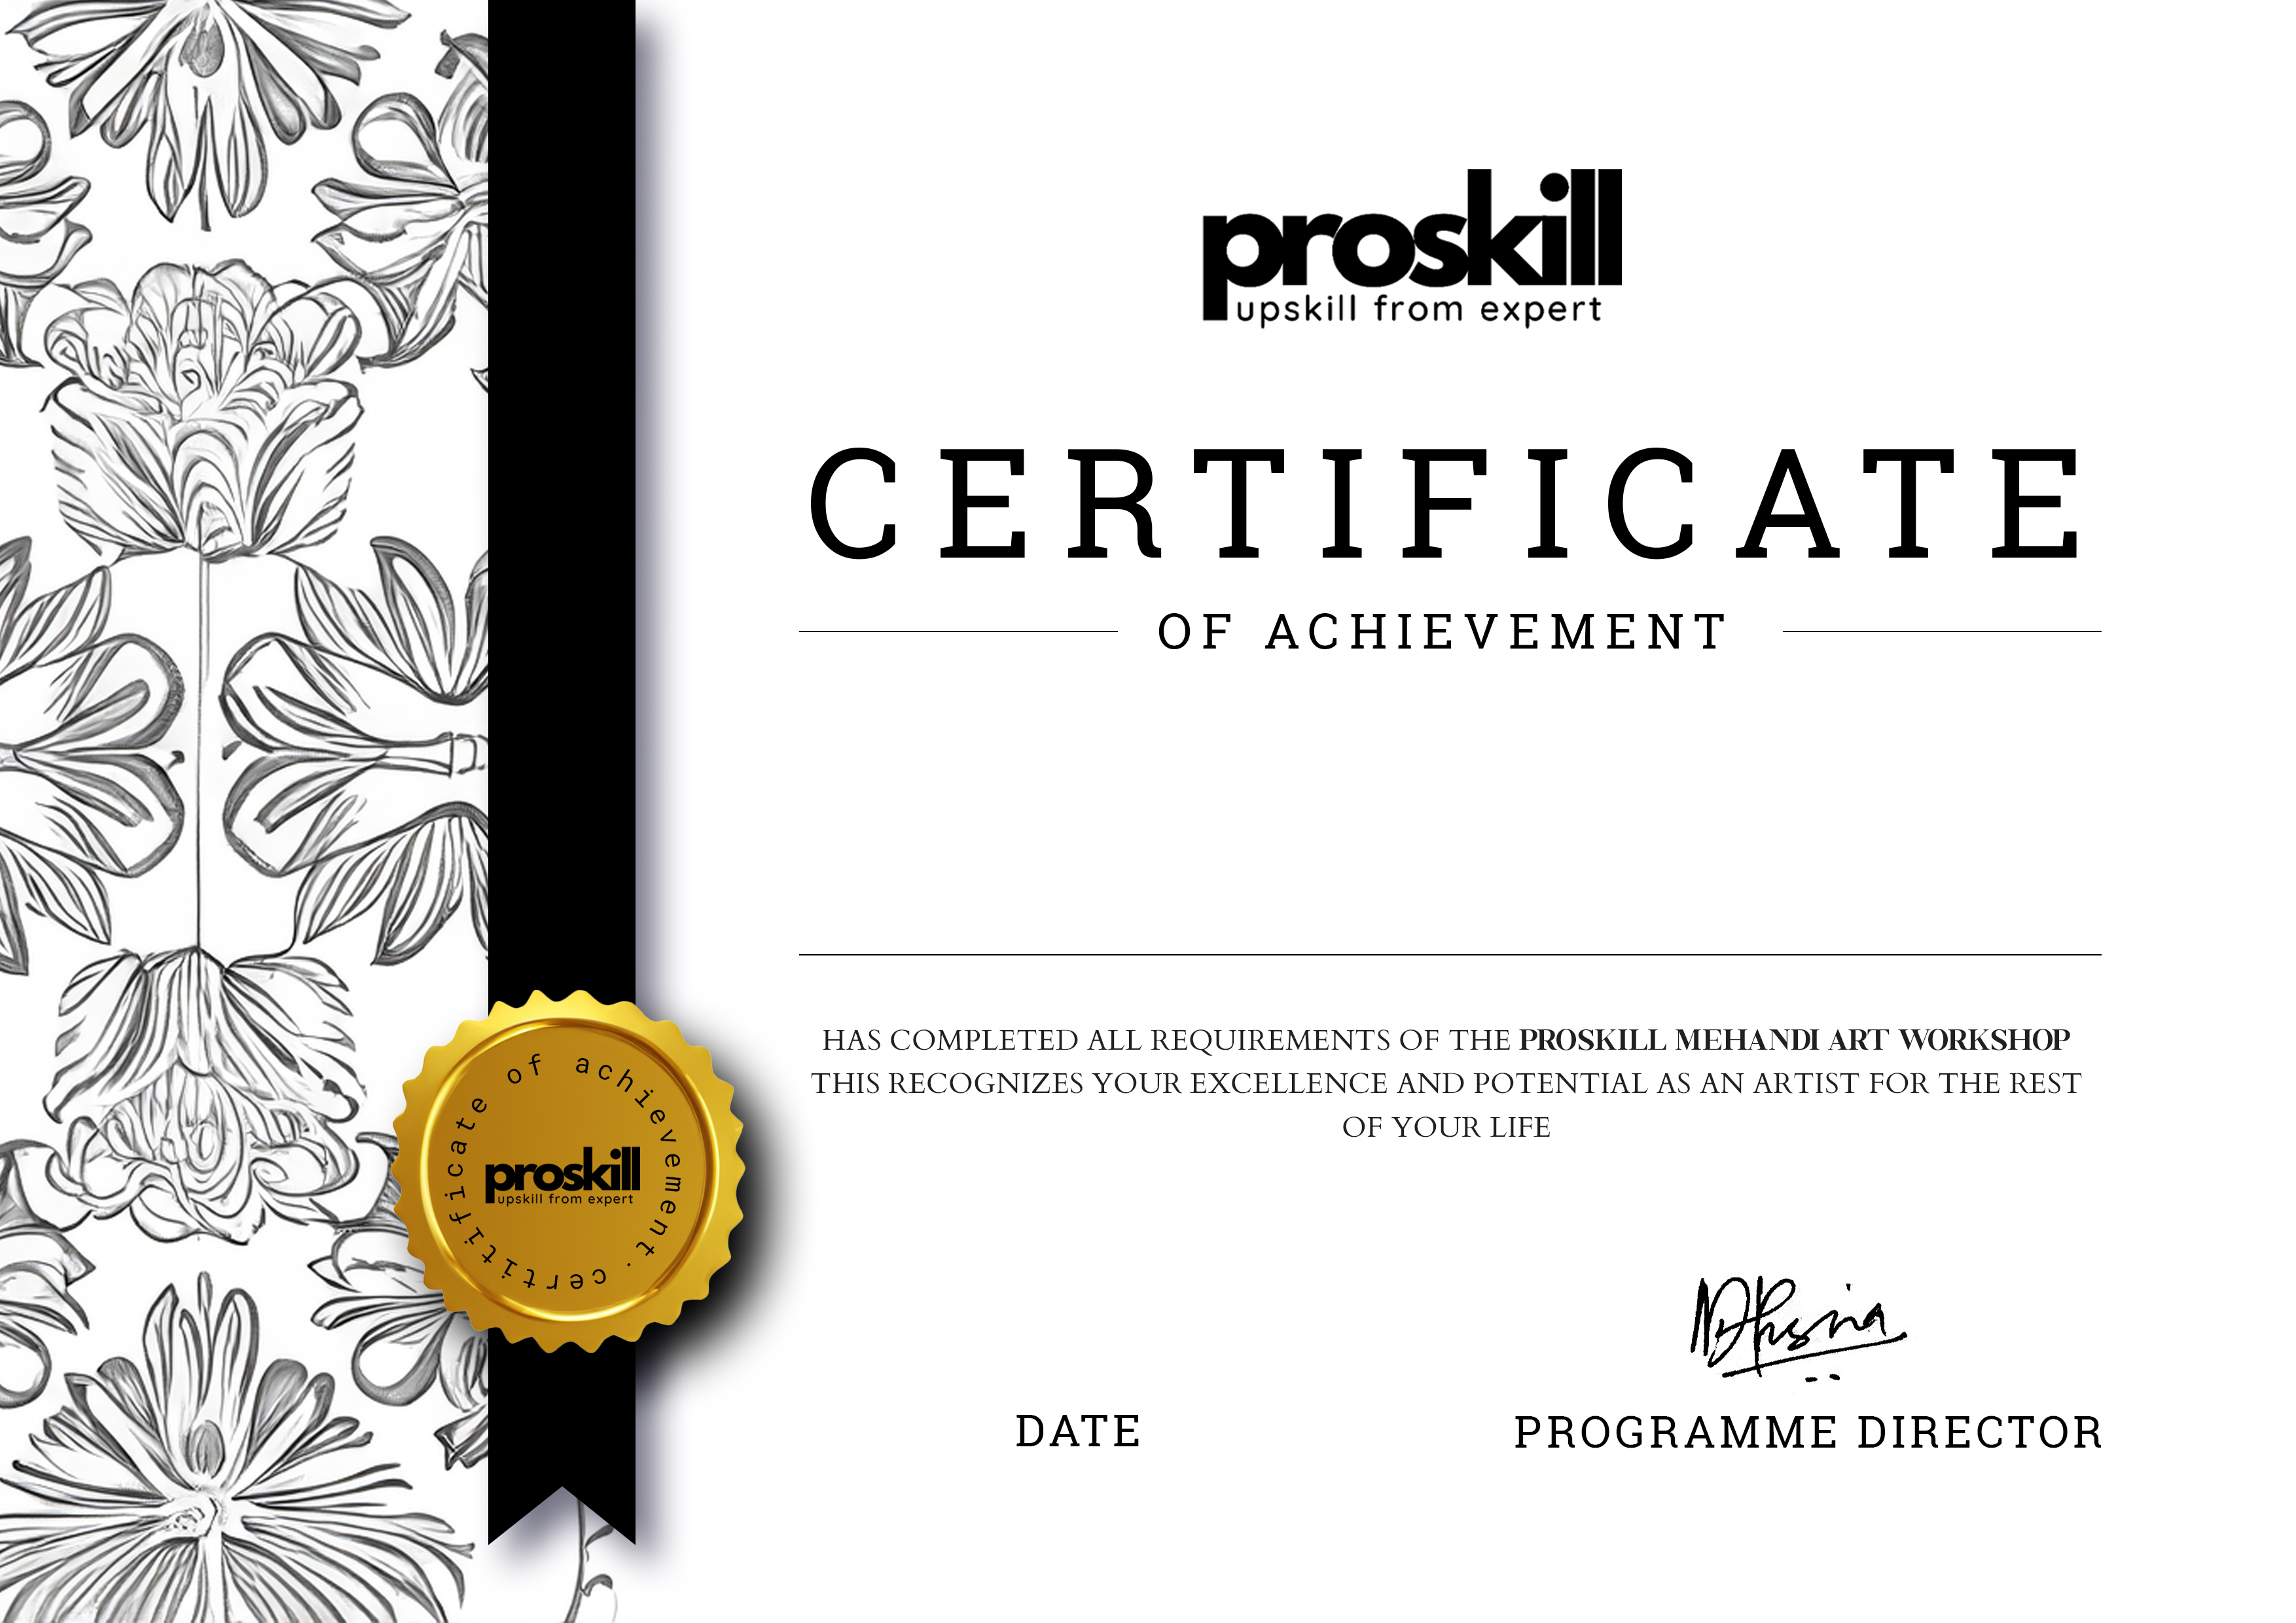 proskill
upskill from expert
CERTIFICATE
OF ACHIEVEMENT
HAS COMPLETED ALL REQUIREMENTS OF THE PROSKILL MEHANDI ART WORKSHOP
THIS RECOGNIZES YOUR EXCELLENCE AND POTENTIAL AS AN ARTIST FOR THE REST
OF YOUR LIFE
certificate of achievement.
proskill
upskill from expert
DATE
PROGRAMME DIRECTOR